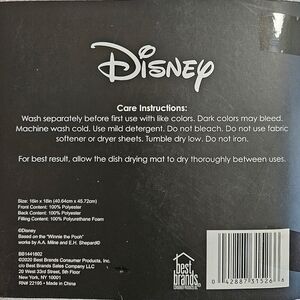 Disney
Care Instructions:
Wash separately before first use with like colors. Dark colors may bleed.
Machine wash cold. Use mild detergent. Do not bleach. Do not use fabric
softener or dryer sheets. Tumble dry low. Do not iron.
For best result, allow the dish drying mat to dry thoroughly between uses.
Size: 16in x 18in (40.64cm x 45.72cm)
Front Content: 100% Polyester
Back Content: 100% Polyester
Filling Content: 100% Polyurethane Foam
©Disney
Based on the "Winnie the Pooh"
works by A.A. Milne and E.H. Shepard©
BB1441802
©2020 Best Brands Consumer Products, Inc.
c/o Best Brands Sales Company LLC
20 West 33rd Street, 5th Floor
New York, NY 10001
RN# 22195 - Made in China
best
brands
0 42887 31526 8